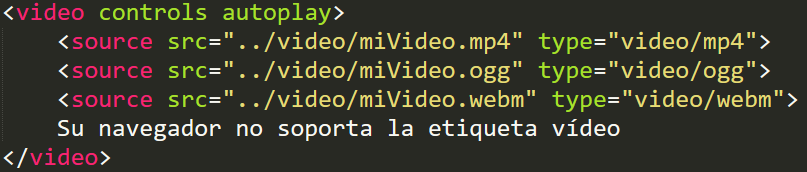 <video controls autoplay>
<source src="../video/miVideo.mp4" type="video/mp4">
<source src="../video/miVideo.ogg" type="video/ogg">
<source src="../video/miVideo.webm" type="video/webm">
Su navegador no soporta la etiqueta vídeo
</video>